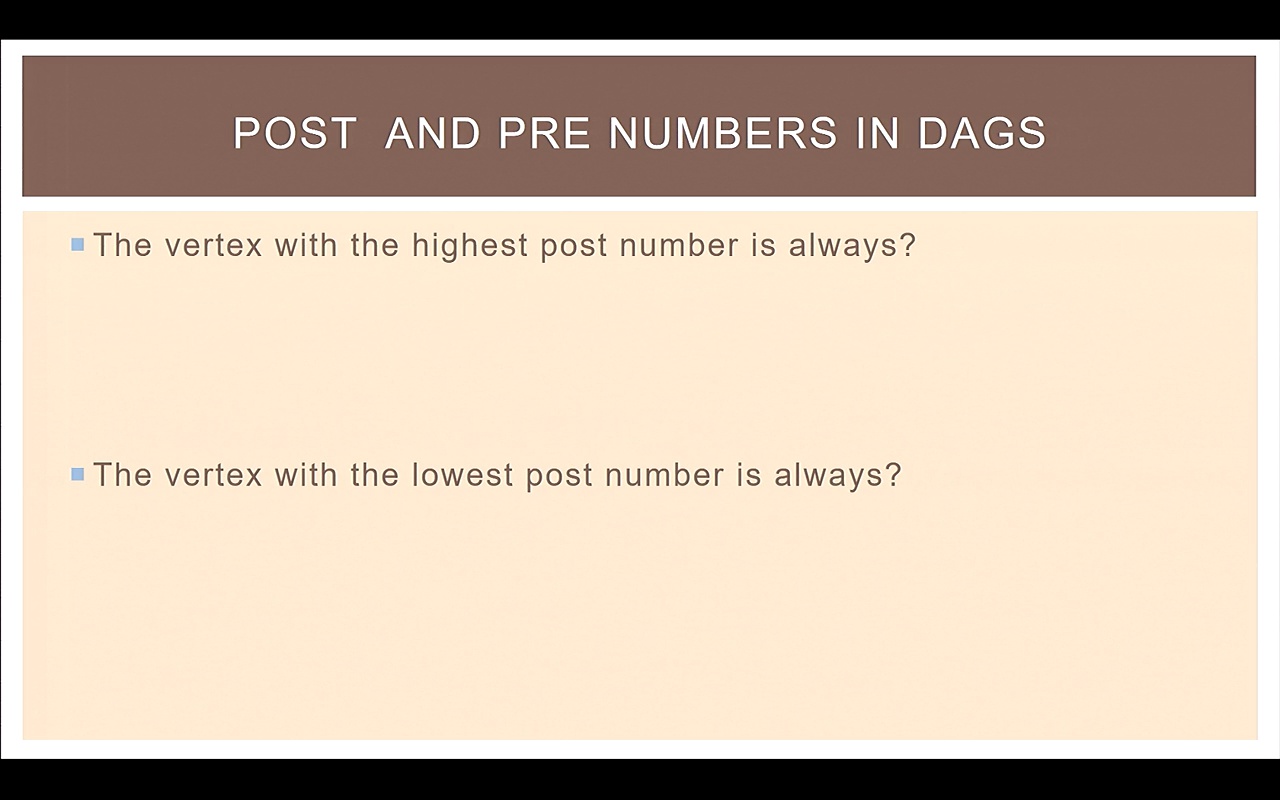 POST AND PRE NUMBERS IN DAGS
The vertex with the highest post number is always?
The vertex with the lowest post number is always?